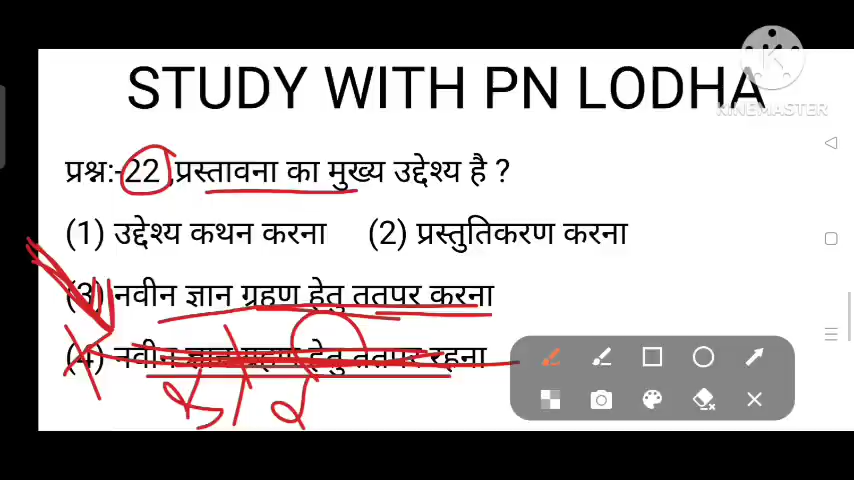 STUDY WITH PN LODHA
KINEMASTER
प्रश्न:-22,प्रस्तावना का मुख्य उद्देश्य है ?
(1) उद्देश्य कथन करना (2) प्रस्तुतिकरण करना
(3) नवीन ज्ञान ग्रहण हेतु ततपर करना
(4) नवीन ज्ञान ग्रहण हेतु ततपर रहना